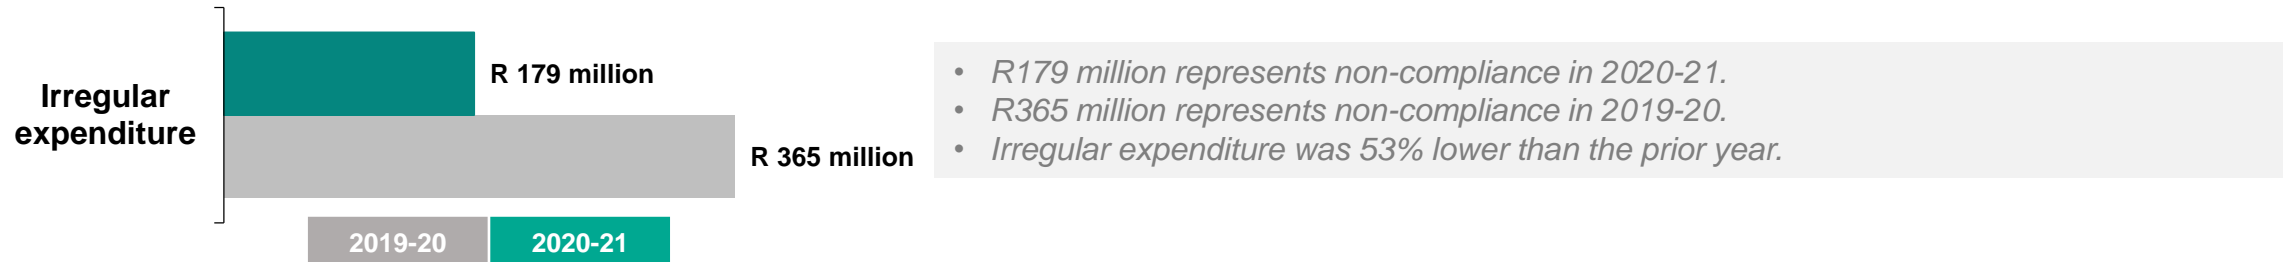 Irregular
expenditure
R 179 million
R 365 million
2019-20
2020-21
• R179 million represents non-compliance in 2020-21.
• R365 million represents non-compliance in 2019-20.
• Irregular expenditure was 53% lower than the prior year.